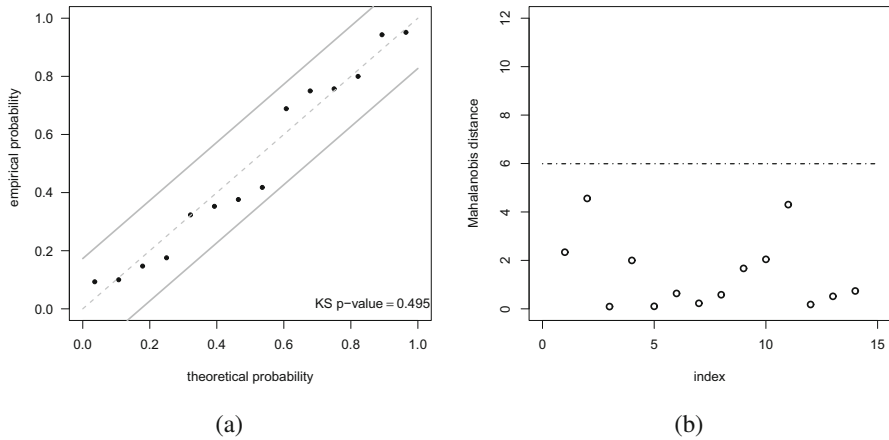 1.0
0.8
0.6
0.4
0.2
0.0
empirical probability
KS p−value = 0.495
0.0 0.2 0.4 0.6 0.8 1.0
theoretical probability
(a)
12
10
8
6
4
2
0
Mahalanobis distance
0 5 10 15
index
(b)